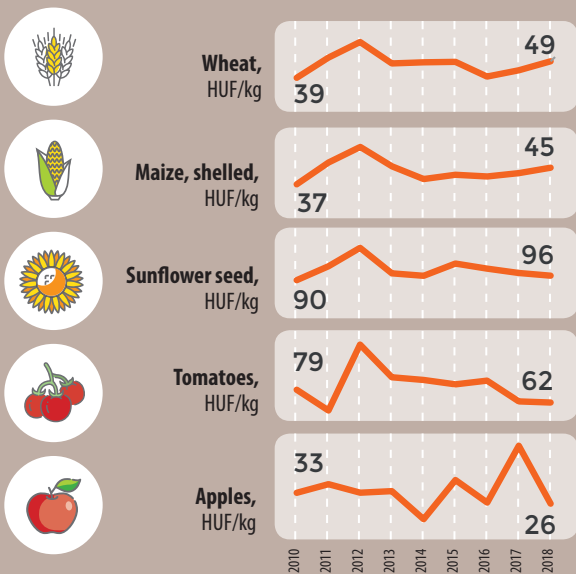 Wheat,
HUF/kg
39
49
Maize, shelled,
HUF/kg
37
45
Sunflower seed,
HUF/kg
90
96
Tomatoes,
HUF/kg
79
62
Apples,
HUF/kg
33
26
2010 2011 2012 2013 2014 2015 2016 2017 2018